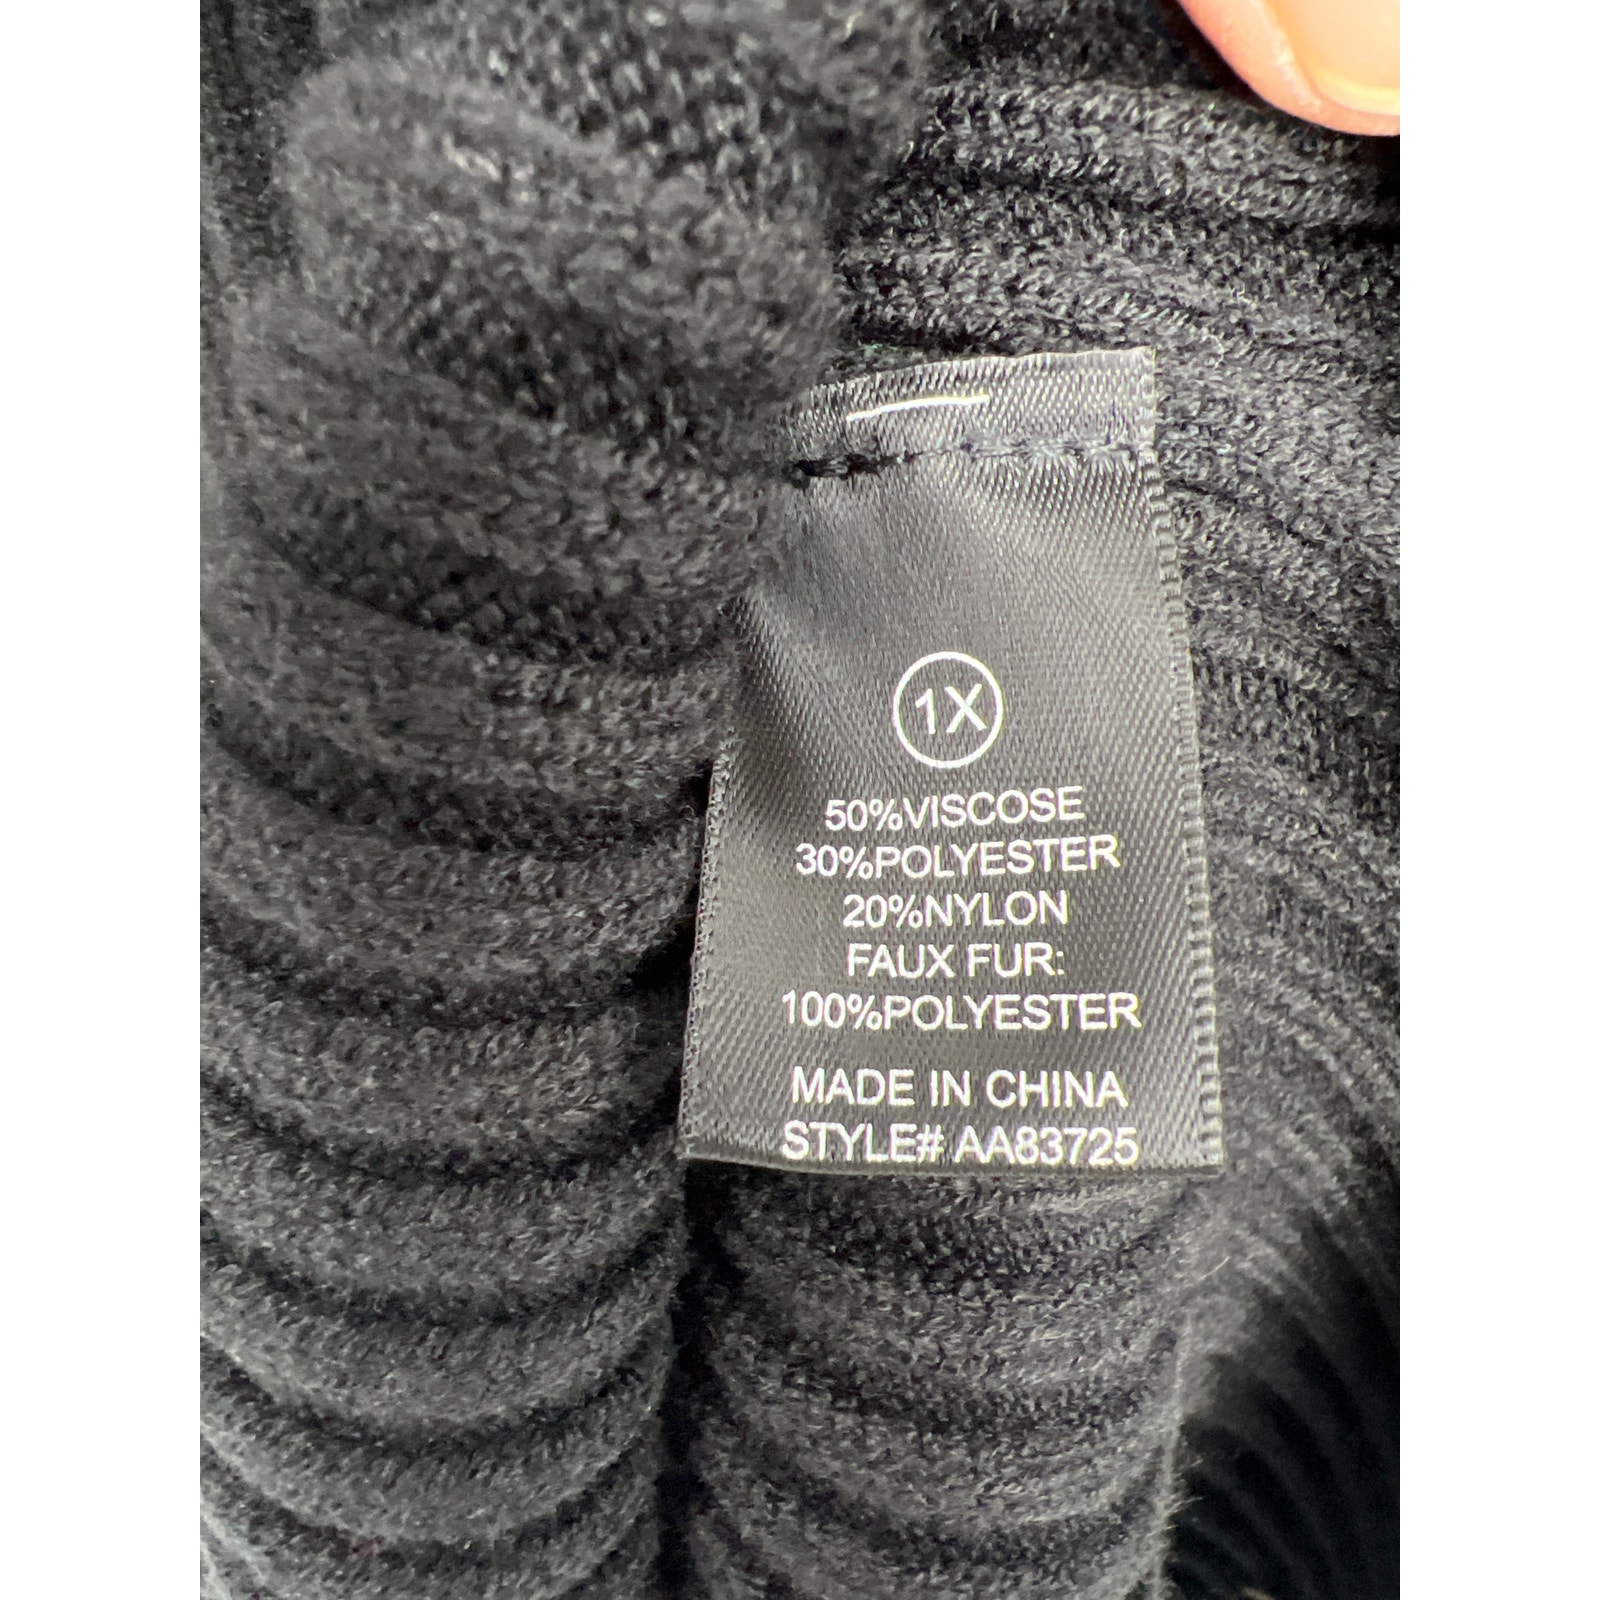 1X
50%VISCOSE
30%POLYESTER
20%NYLON
FAUX FUR:
100%POLYESTER
MADE IN CHINA
STYLE# AA83725